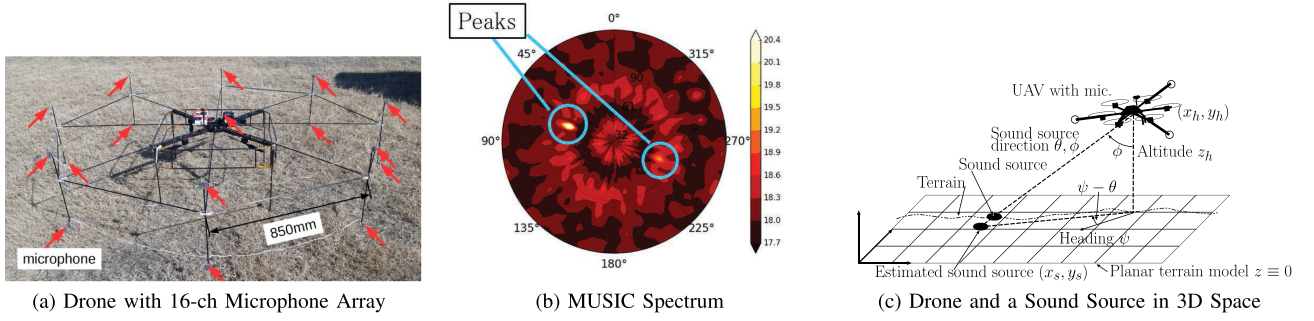 850mm
microphone
(a) Drone with 16-ch Microphone Array
Peaks
0°
45°
315°
90
61
32
90°
270°
135°
225°
180°
20.4
20.1
19.8
19.5
19.2
18.9
18.6
18.3
18.0
17.7
(b) MUSIC Spectrum
UAV with mic.
(x_h, y_h)
Sound source
direction θ, ϕ
ϕ
Altitude z_h
Sound source
Terrain
ψ − θ
Heading ψ
Estimated sound source (x_s, y_s)
Planar terrain model z ≡ 0
(c) Drone and a Sound Source in 3D Space